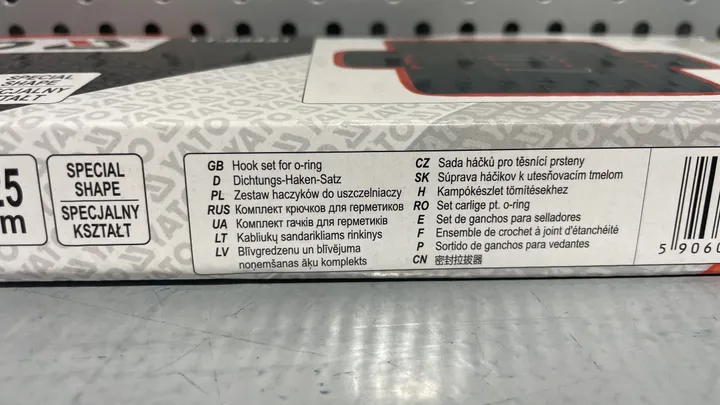 SPECIAL
SHAPE
SPECJALNY
KSZTAŁT
GB Hook set for o-ring
D Dichtungs-Haken-Satz
PL Zestaw haczyków do uszczelniaczy
RUS Комплект крючков для герметиков
UA Комплект гачків для герметиків
LT Kabliukų sandarikliams rinkinys
LV Blīvgredzenu un blīvējuma
noņemšanas āķu komplekts
CZ Sada háčků pro těsnící prsteny
SK Súprava háčikov k utesňovacím tmelom
H Kampókészlet tömítésekhez
RO Set carlige pt. o-ring
E Set de ganchos para selladores
F Ensemble de crochet à joint d'étanchéité
P Sortido de ganchos para vedantes
CN 密封拉拔器
5 9060